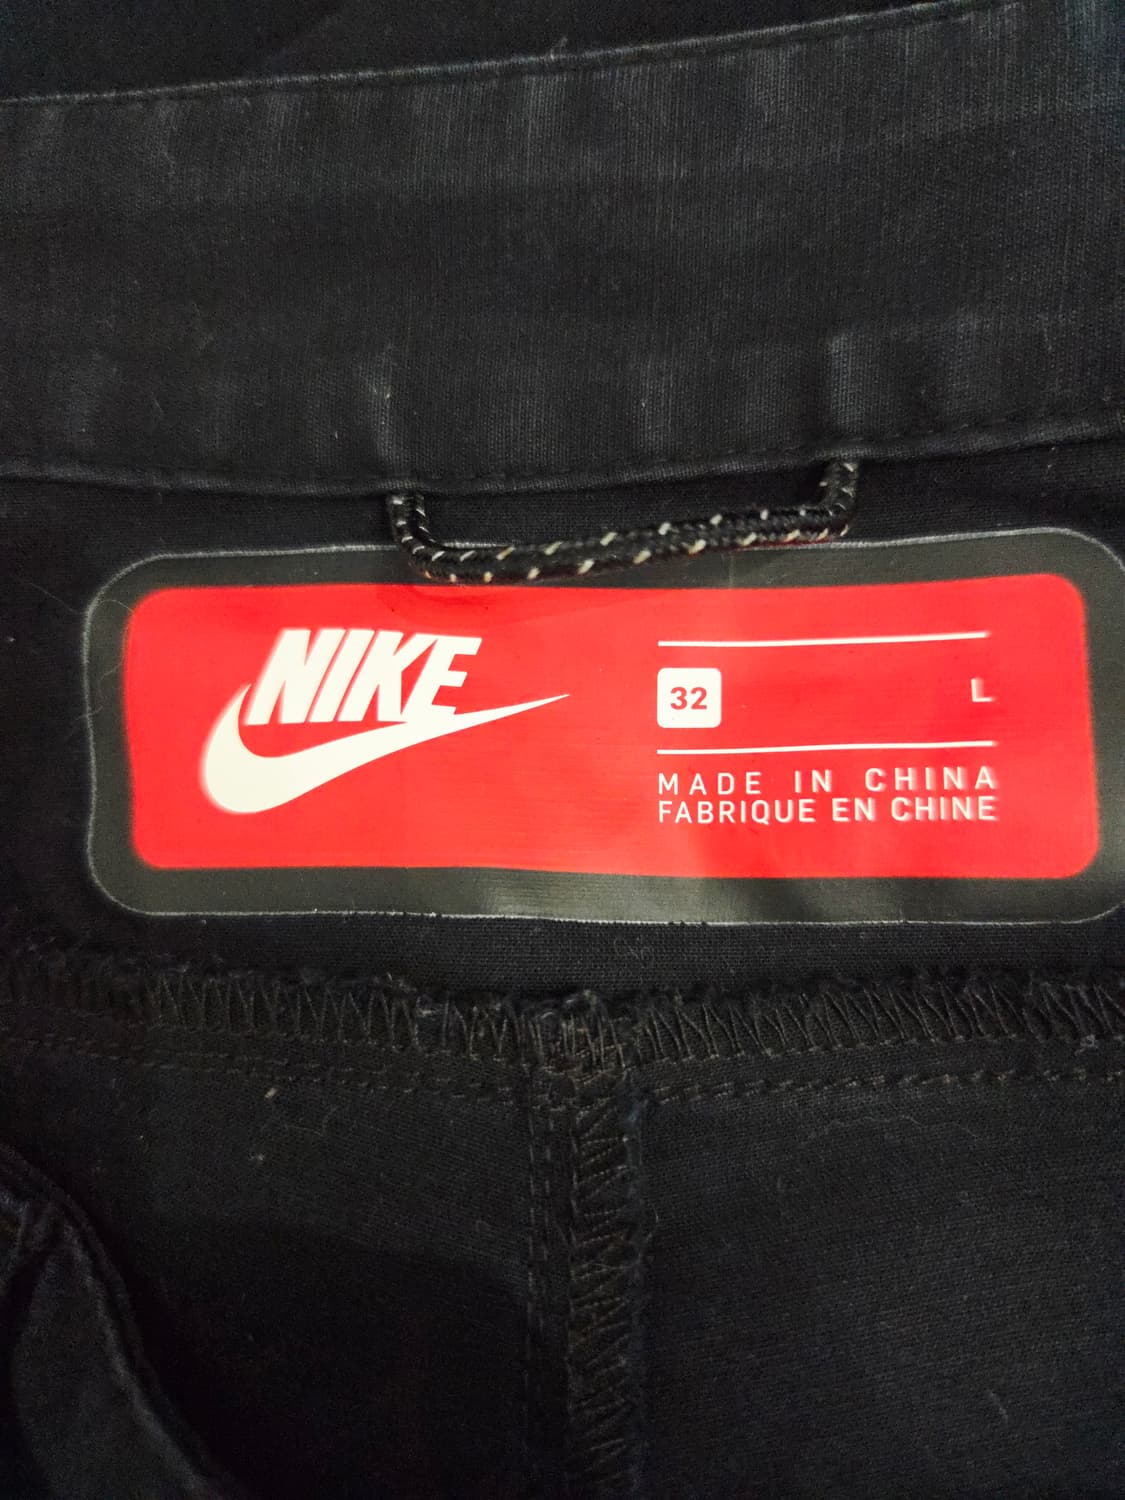 NIKE
32 L
MADE IN CHINA
FABRIQUE EN CHINE